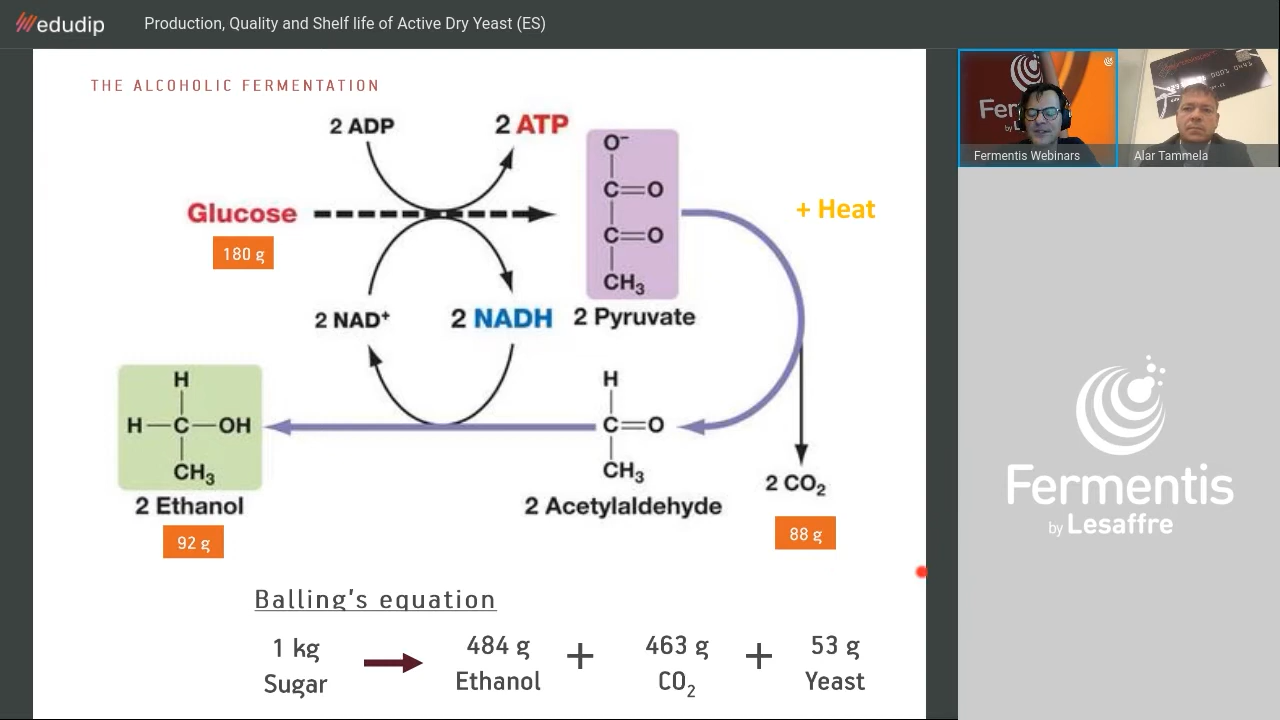 edudip
Production, Quality and Shelf life of Active Dry Yeast (ES)
THE ALCOHOLIC FERMENTATION
2 ADP
2 ATP
O⁻
C=O
C=O
CH₃
Glucose
180 g
+ Heat
2 NAD⁺
2 NADH
2 Pyruvate
H
H—C—OH
CH₃
2 Ethanol
92 g
H
C=O
CH₃
2 Acetylaldehyde
2 CO₂
88 g
Balling's equation
1 kg
Sugar
484 g
Ethanol
+
463 g
CO₂
+
53 g
Yeast
Fermentis Webinars
Alar Tammela
Fermentis
by Lesaffre